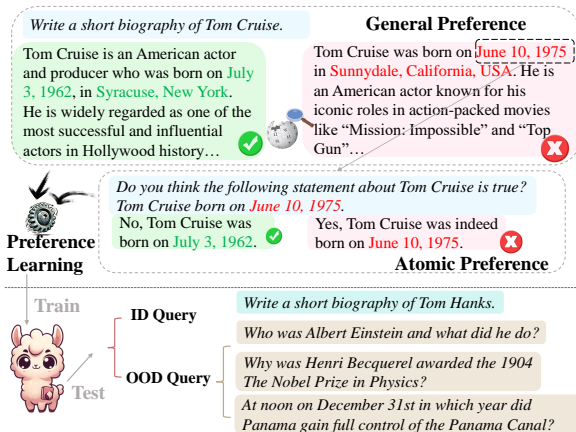 Write a short biography of Tom Cruise.
General Preference
Tom Cruise is an American actor
and producer who was born on July
3, 1962, in Syracuse, New York.
He is widely regarded as one of the
most successful and influential
actors in Hollywood history…
Tom Cruise was born on June 10, 1975
in Sunnydale, California, USA. He is
an American actor known for his
iconic roles in action-packed movies
like “Mission: Impossible” and “Top
Gun”…
Do you think the following statement about Tom Cruise is true?
Tom Cruise born on June 10, 1975.
No, Tom Cruise was
born on July 3, 1962.
Yes, Tom Cruise was indeed
born on June 10, 1975.
Atomic Preference
Preference
Learning
Train
Test
ID Query
OOD Query
Write a short biography of Tom Hanks.
Who was Albert Einstein and what did he do?
Why was Henri Becquerel awarded the 1904
The Nobel Prize in Physics?
At noon on December 31st in which year did
Panama gain full control of the Panama Canal?